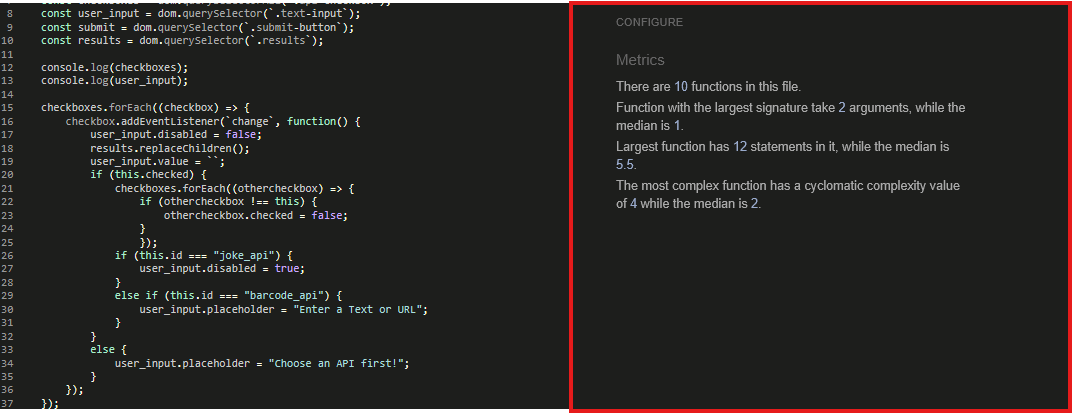 8 const user_input = dom.querySelector(`.text-input`);
9 const submit = dom.querySelector(`.submit-button`);
10 const results = dom.querySelector(`.results`);
11
12 console.log(checkboxes);
13 console.log(user_input);
14
15 checkboxes.forEach((checkbox) => {
16 checkbox.addEventListener(`change`, function() {
17 user_input.disabled = false;
18 results.replaceChildren();
19 user_input.value = ``;
20 if (this.checked) {
21 checkboxes.forEach((othercheckbox) => {
22 if (othercheckbox !== this) {
23 othercheckbox.checked = false;
24 }
25 });
26 if (this.id === "joke_api") {
27 user_input.disabled = true;
28 }
29 else if (this.id === "barcode_api") {
30 user_input.placeholder = "Enter a Text or URL";
31 }
32 }
33 else {
34 user_input.placeholder = "Choose an API first!";
35 }
36 });
37 });
CONFIGURE
Metrics
There are 10 functions in this file.
Function with the largest signature take 2 arguments, while the
median is 1.
Largest function has 12 statements in it, while the median is
5.5.
The most complex function has a cyclomatic complexity value
of 4 while the median is 2.